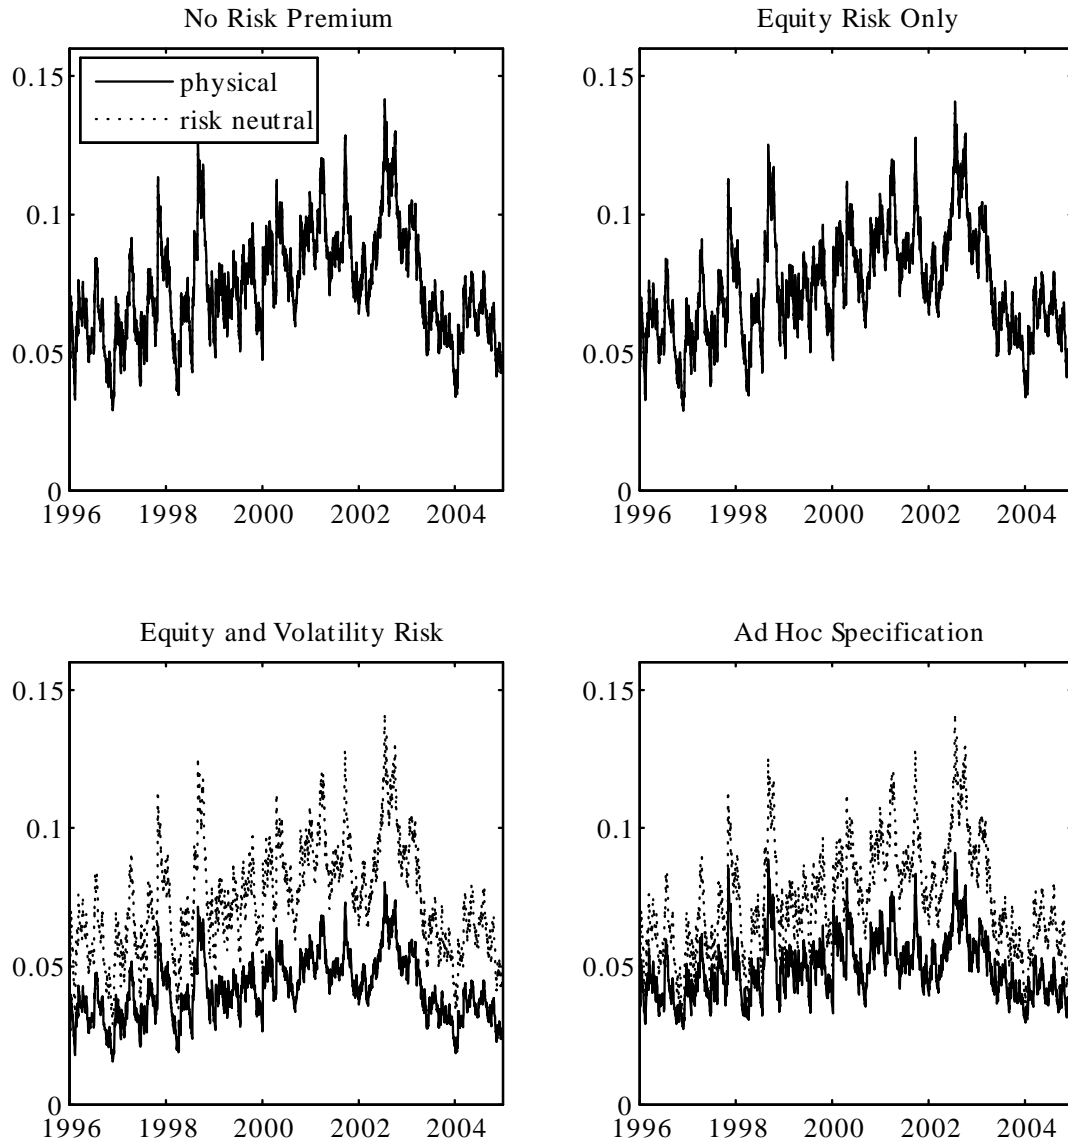 No Risk Premium
Equity Risk Only
0.15
0.1
0.05
0
physical
risk neutral
1996 1998 2000 2002 2004
0.15
0.1
0.05
0
1996 1998 2000 2002 2004
Equity and Volatility Risk
Ad Hoc Specification
0.15
0.1
0.05
0
1996 1998 2000 2002 2004
0.15
0.1
0.05
0
1996 1998 2000 2002 2004